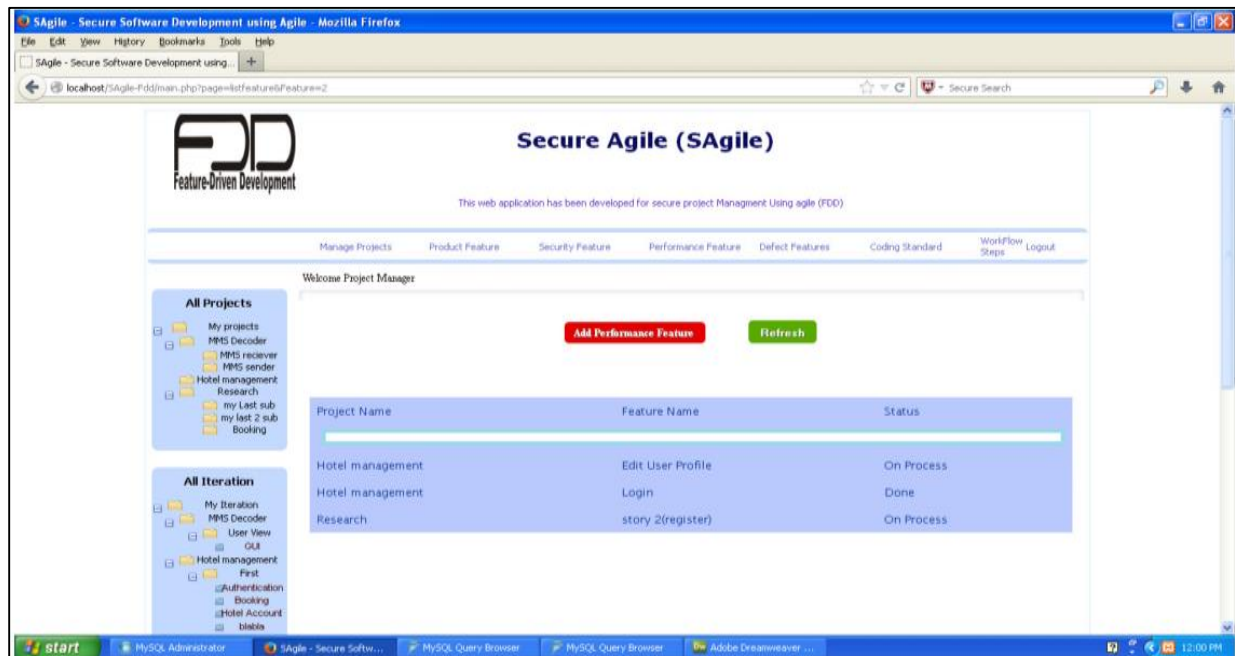 SAgile - Secure Software Development using Agile - Mozilla Firefox
File Edit View History Bookmarks Tools Help
SAgile - Secure Software Development using... +
localhost/SAgile-Fdd/main.php?page=listfeature&Feature=2
Secure Search
FDD
Feature-Driven Development
Secure Agile (SAgile)
This web application has been developed for secure project Managment Using agile (FDD)
Manage Projects Product Feature Security Feature Performance Feature Defect Features Coding Standard WorkFlow Steps Logout
Welcome Project Manager
All Projects
My projects
MMS Decoder
MMS reciever
MMS sender
Hotel management
Research
my Last sub
my last 2 sub
Booking
All Iteration
My Iteration
MMS Decoder
User View
GUI
Hotel management
First
Authentication
Booking
Hotel Account
blabla
Add Performance Feature Refresh
Project Name Feature Name Status
Hotel management Edit User Profile On Process
Hotel management Login Done
Research story 2(register) On Process
start MySQL Administrator SAgile - Secure Softw... MySQL Query Browser MySQL Query Browser Adobe Dreamweaver ... 12:00 PM